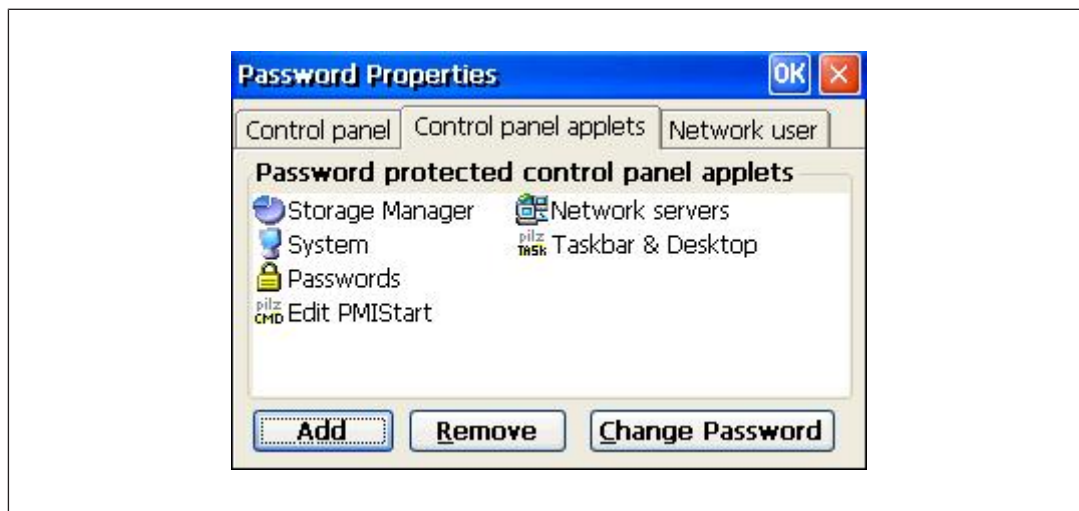 Password Properties OK
Control panel Control panel applets Network user
Password protected control panel applets
Storage Manager Network servers
System pilz TASK Taskbar & Desktop
Passwords
pilz CMD Edit PMIStart
Add Remove Change Password